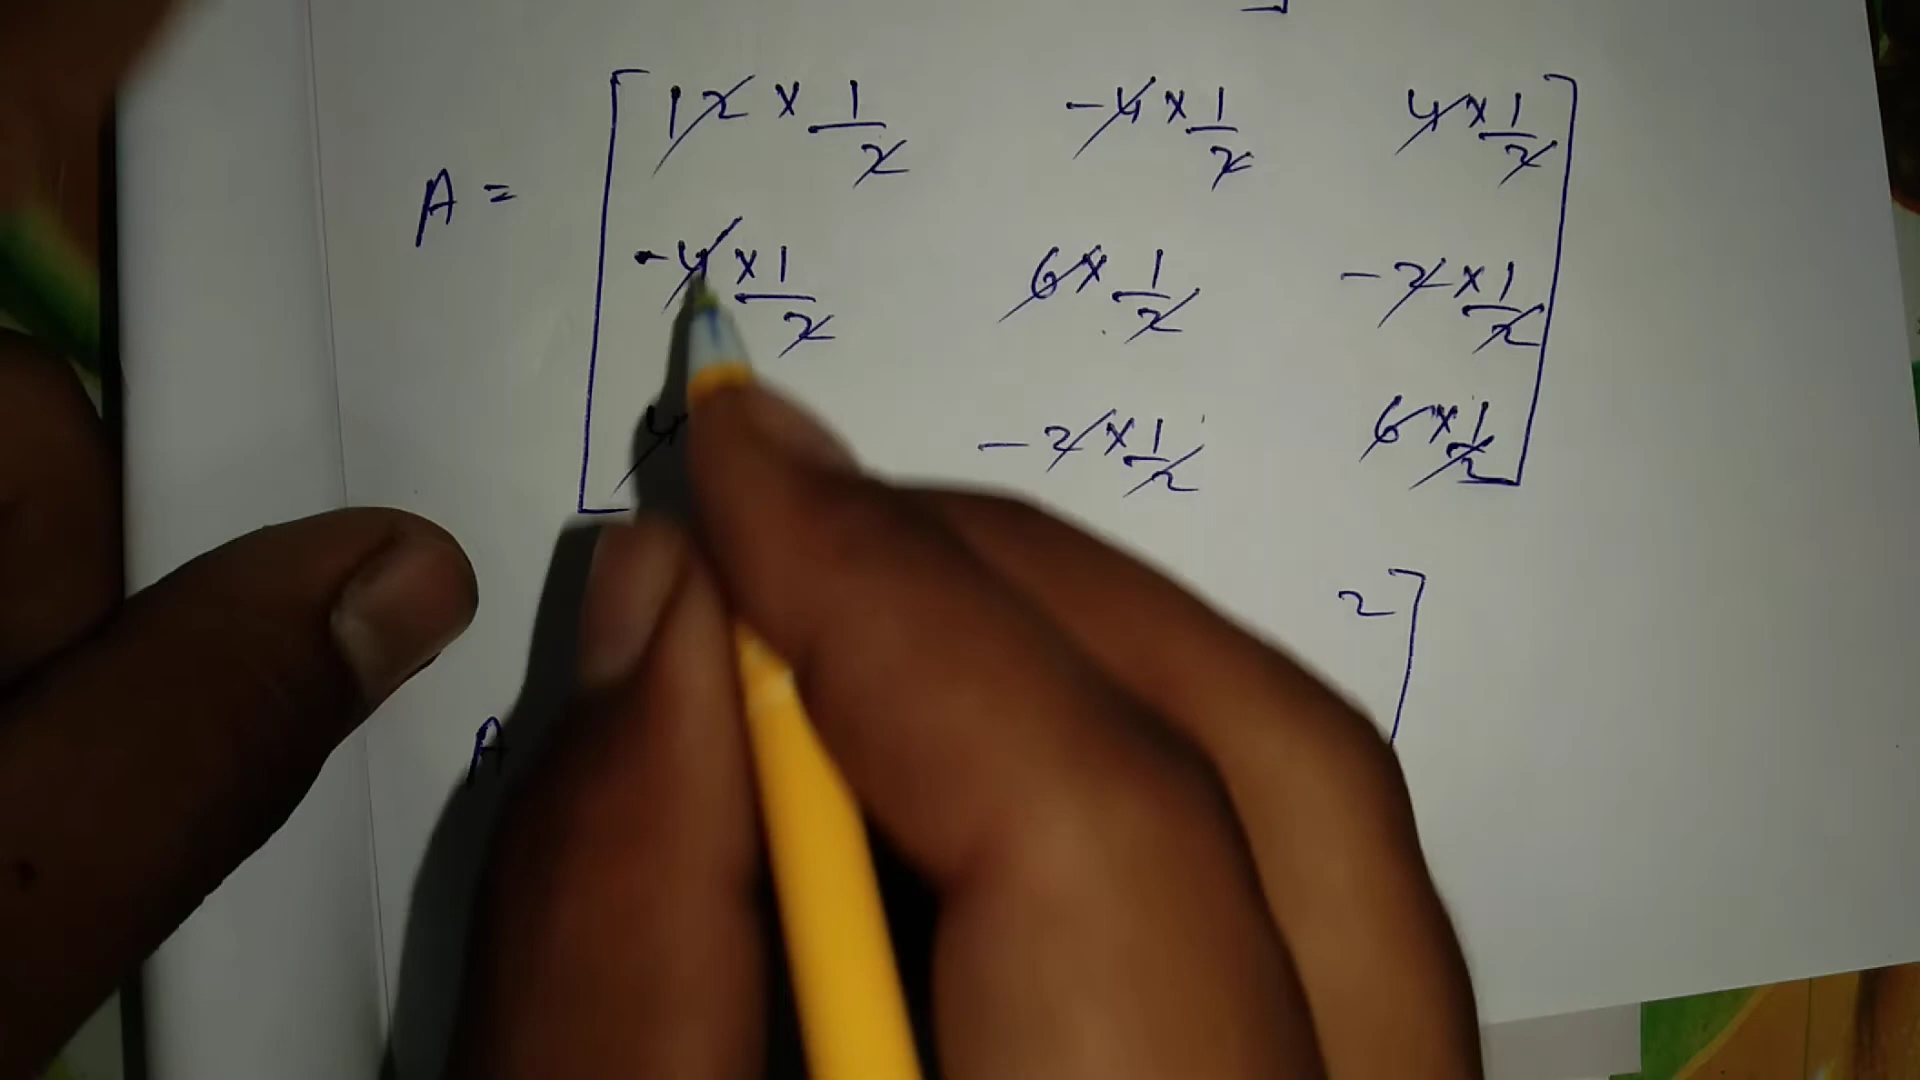 12 × 1/2 -4 × 1/2 4 × 1/2
A =
-4 × 1/2 6 × 1/2 -2 × 1/2
4 -2 × 1/2 6 × 1/2
2
A